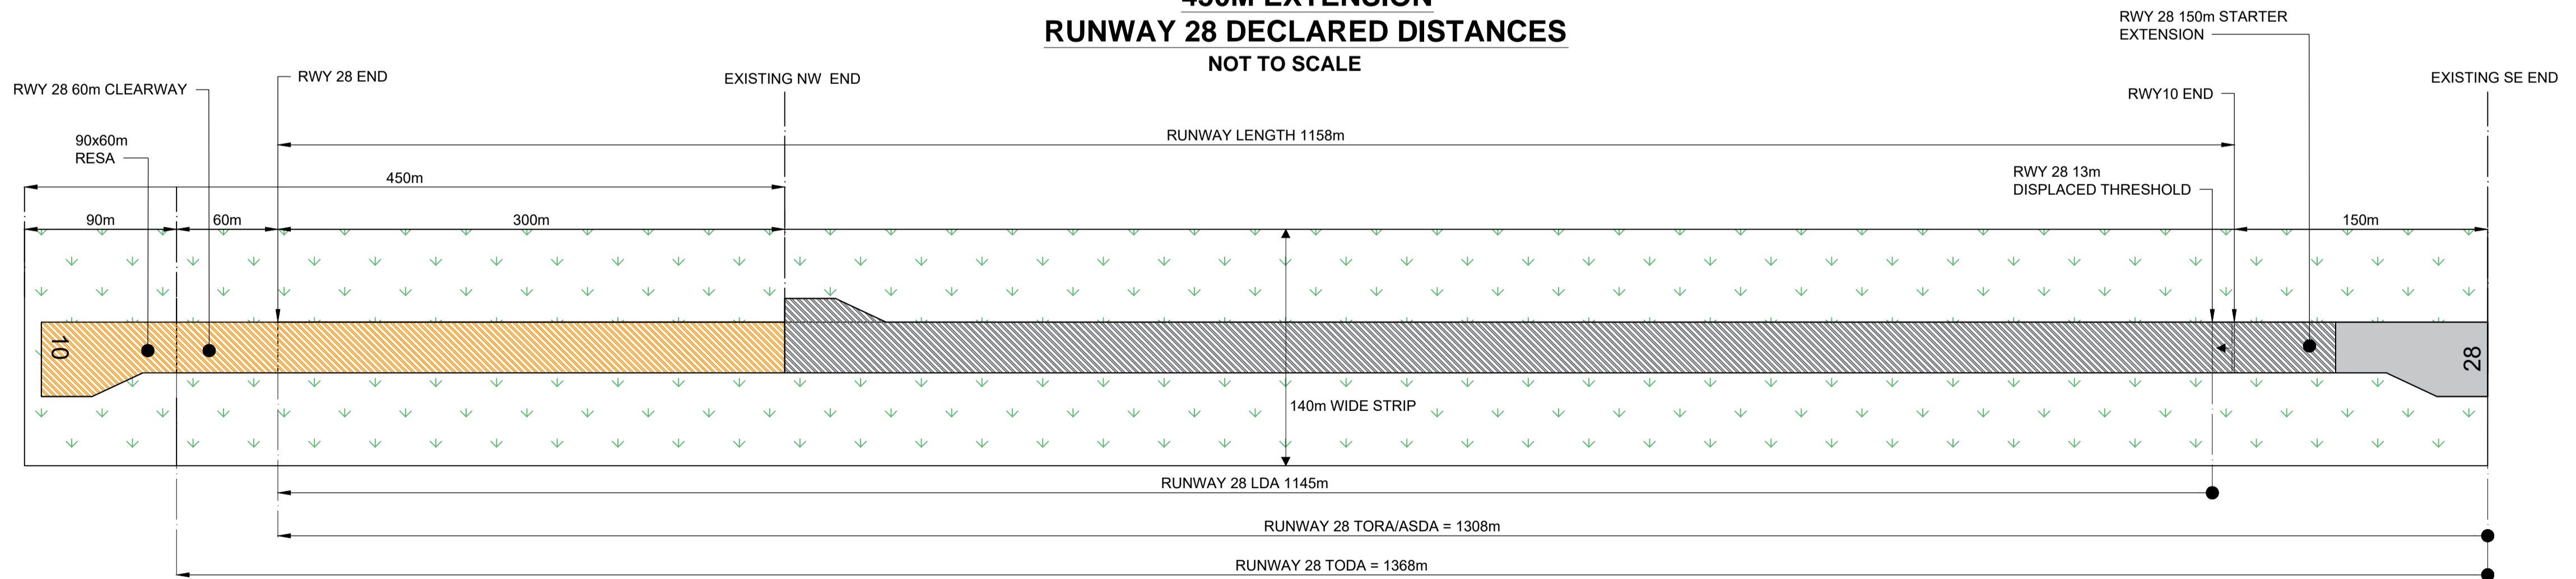 RUNWAY 28 DECLARED DISTANCES
NOT TO SCALE
RWY 28 150m STARTER
EXTENSION
RWY 28 END
EXISTING NW END
EXISTING SE END
RWY 28 60m CLEARWAY
RWY10 END
90x60m
RESA
RUNWAY LENGTH 1158m
450m
RWY 28 13m
DISPLACED THRESHOLD
90m
60m
300m
150m
10
28
140m WIDE STRIP
RUNWAY 28 LDA 1145m
RUNWAY 28 TORA/ASDA = 1308m
RUNWAY 28 TODA = 1368m